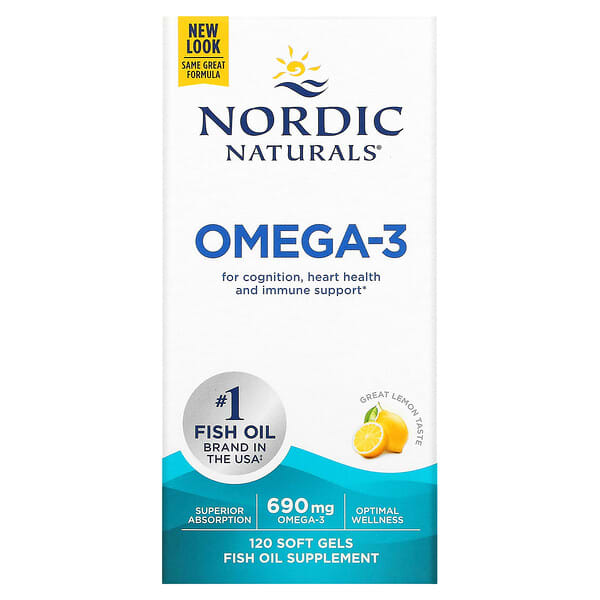 NEW
LOOK
SAME GREAT
FORMULA
NORDIC
NATURALS®
OMEGA-3
for cognition, heart health
and immune support*
#1
FISH OIL
BRAND IN
THE USA‡
GREAT LEMON TASTE
SUPERIOR
ABSORPTION
690 mg
OMEGA-3
OPTIMAL
WELLNESS
120 SOFT GELS
FISH OIL SUPPLEMENT